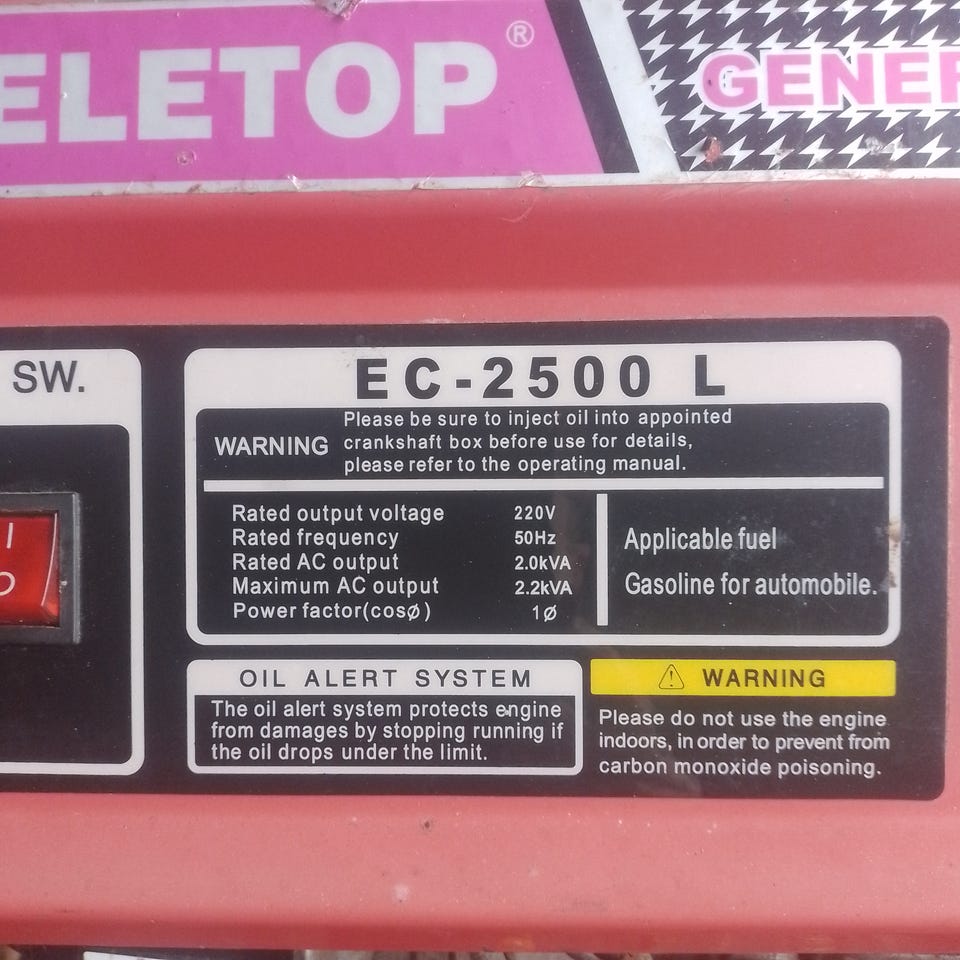 ELETOP®
GENER
SW.
EC-2500 L
WARNING
Please be sure to inject oil into appointed
crankshaft box before use for details,
please refer to the operating manual.
Rated output voltage 220V
Rated frequency 50Hz
Rated AC output 2.0kVA
Maximum AC output 2.2kVA
Power factor(cosø) 1ø
Applicable fuel
Gasoline for automobile.
I
O
OIL ALERT SYSTEM
The oil alert system protects engine
from damages by stopping running if
the oil drops under the limit.
⚠ WARNING
Please do not use the engine
indoors, in order to prevent from
carbon monoxide poisoning.